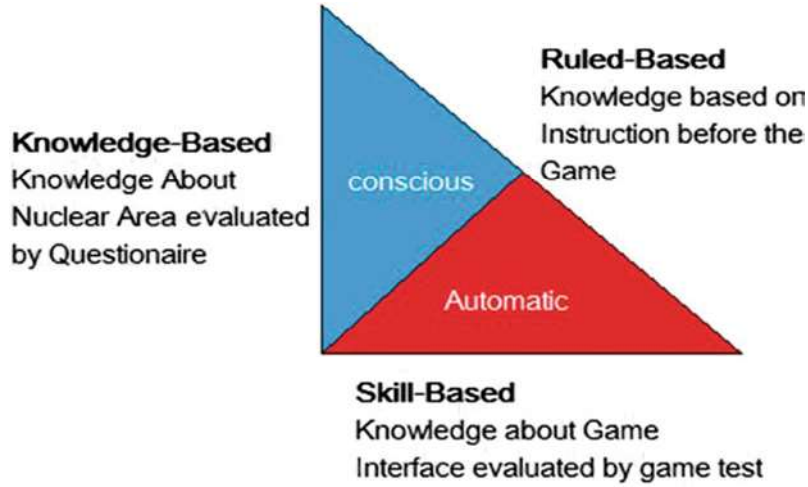 Ruled-Based
Knowledge based on
Instruction before the
Game
Knowledge-Based
Knowledge About
Nuclear Area evaluated
by Questionaire
conscious
Automatic
Skill-Based
Knowledge about Game
Interface evaluated by game test